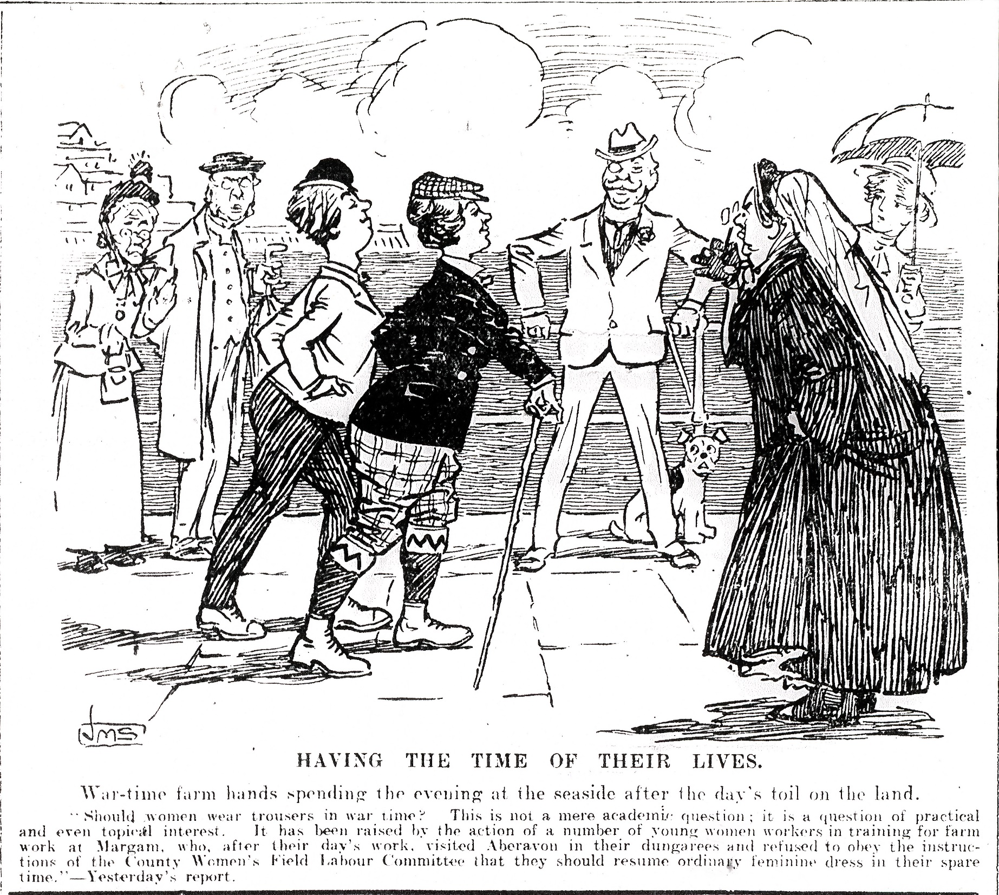 JMS
HAVING THE TIME OF THEIR LIVES.
War-time farm hands spending the evening at the seaside after the day's toil on the land.
"Should women wear trousers in war time? This is not a mere academic question; it is a question of practical
and even topical interest. It has been raised by the action of a number of young women workers in training for farm
work at Margam, who, after their day's work, visited Aberavon in their dungarees and refused to obey the instruc-
tions of the County Women's Field Labour Committee that they should resume ordinary feminine dress in their spare
time."—Yesterday's report.